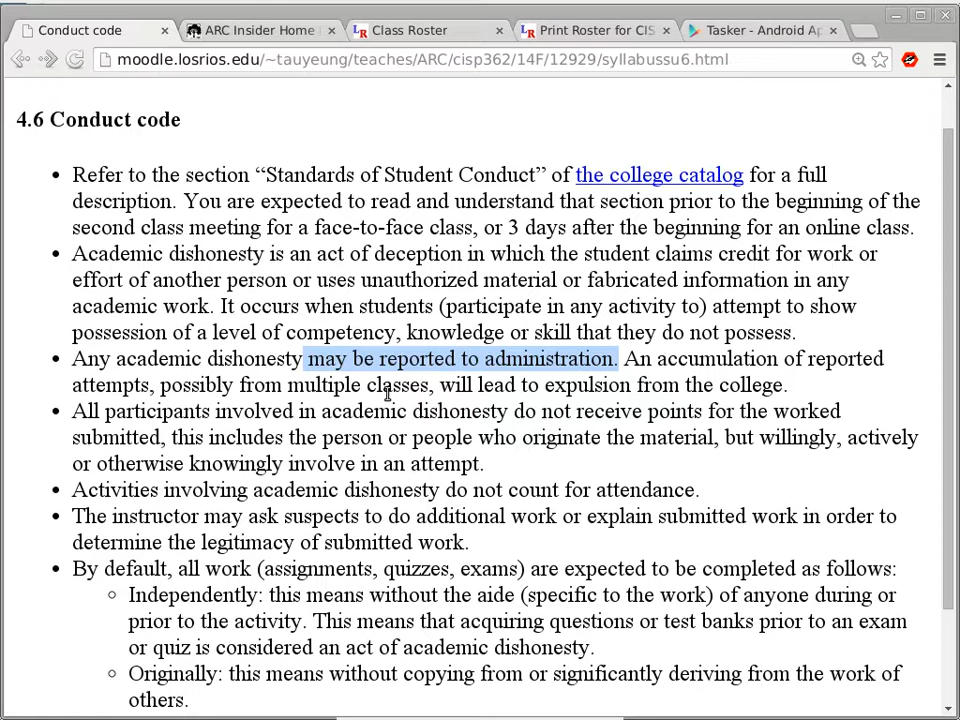 Conduct code
ARC Insider Home
Class Roster
Print Roster for CIS
Tasker - Android Ap
moodle.losrios.edu/~tauyeung/teaches/ARC/cisp362/14F/12929/syllabussu6.html
4.6 Conduct code
• Refer to the section “Standards of Student Conduct” of the college catalog for a full
description. You are expected to read and understand that section prior to the beginning of the
second class meeting for a face-to-face class, or 3 days after the beginning for an online class.
• Academic dishonesty is an act of deception in which the student claims credit for work or
effort of another person or uses unauthorized material or fabricated information in any
academic work. It occurs when students (participate in any activity to) attempt to show
possession of a level of competency, knowledge or skill that they do not possess.
• Any academic dishonesty may be reported to administration. An accumulation of reported
attempts, possibly from multiple classes, will lead to expulsion from the college.
• All participants involved in academic dishonesty do not receive points for the worked
submitted, this includes the person or people who originate the material, but willingly, actively
or otherwise knowingly involve in an attempt.
• Activities involving academic dishonesty do not count for attendance.
• The instructor may ask suspects to do additional work or explain submitted work in order to
determine the legitimacy of submitted work.
• By default, all work (assignments, quizzes, exams) are expected to be completed as follows:
◦ Independently: this means without the aide (specific to the work) of anyone during or
prior to the activity. This means that acquiring questions or test banks prior to an exam
or quiz is considered an act of academic dishonesty.
◦ Originally: this means without copying from or significantly deriving from the work of
others.